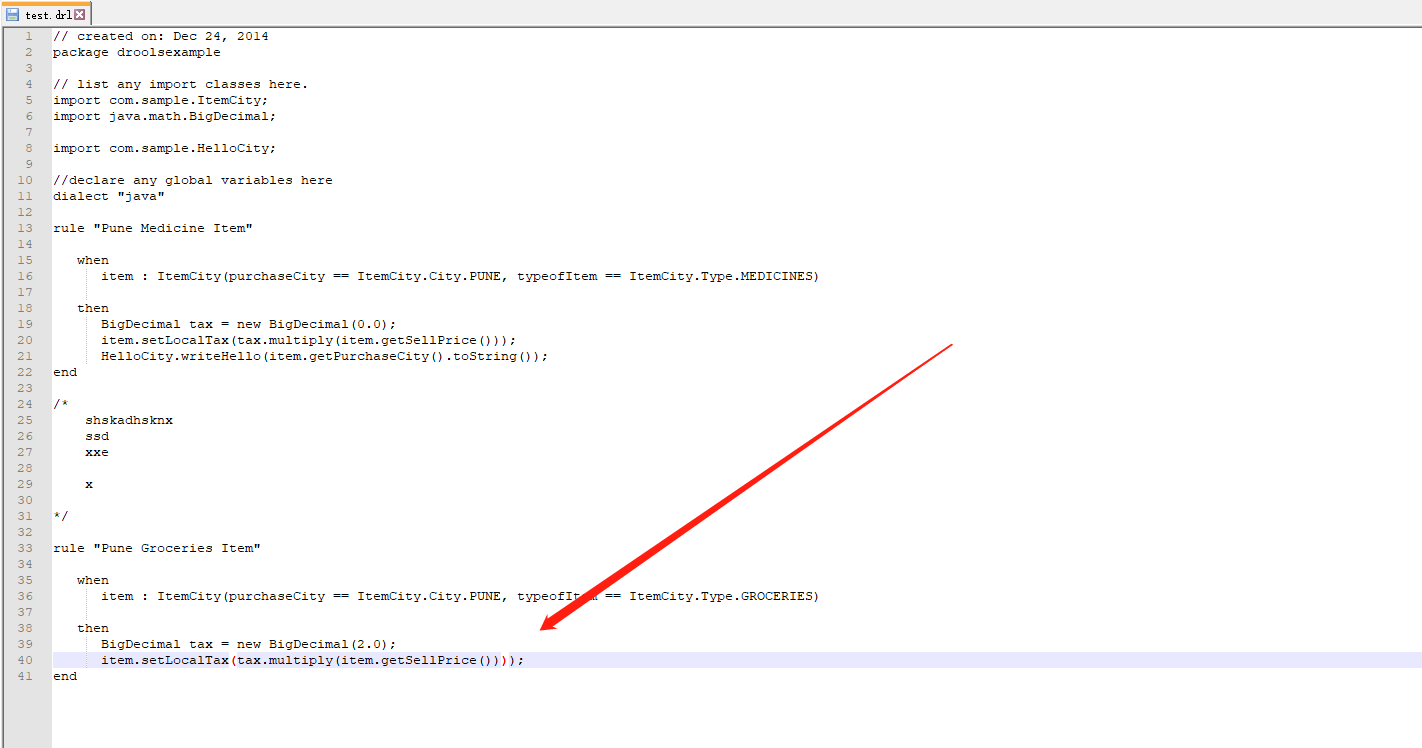 test.drl
1 // created on: Dec 24, 2014
2 package droolsexample
3
4 // list any import classes here.
5 import com.sample.ItemCity;
6 import java.math.BigDecimal;
7
8 import com.sample.HelloCity;
9
10 //declare any global variables here
11 dialect "java"
12
13 rule "Pune Medicine Item"
14
15 when
16 item : ItemCity(purchaseCity == ItemCity.City.PUNE, typeofItem == ItemCity.Type.MEDICINES)
17
18 then
19 BigDecimal tax = new BigDecimal(0.0);
20 item.setLocalTax(tax.multiply(item.getSellPrice()));
21 HelloCity.writeHello(item.getPurchaseCity().toString());
22 end
23
24 /*
25 shskadhsknx
26 ssd
27 xxe
28
29 x
30
31 */
32
33 rule "Pune Groceries Item"
34
35 when
36 item : ItemCity(purchaseCity == ItemCity.City.PUNE, typeofItem == ItemCity.Type.GROCERIES)
37
38 then
39 BigDecimal tax = new BigDecimal(2.0);
40 item.setLocalTax(tax.multiply(item.getSellPrice())));
41 end